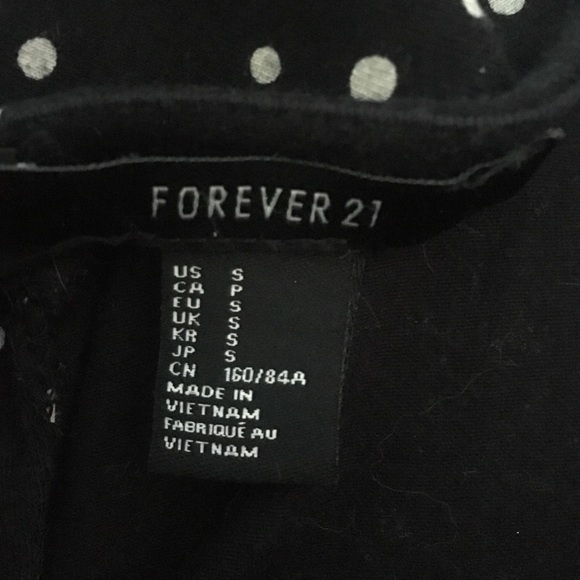 FOREVER 21
US S
CA P
EU S
UK S
KR S
JP S
CN 160/84A
MADE IN
VIETNAM
FABRIQUÉ AU
VIETNAM